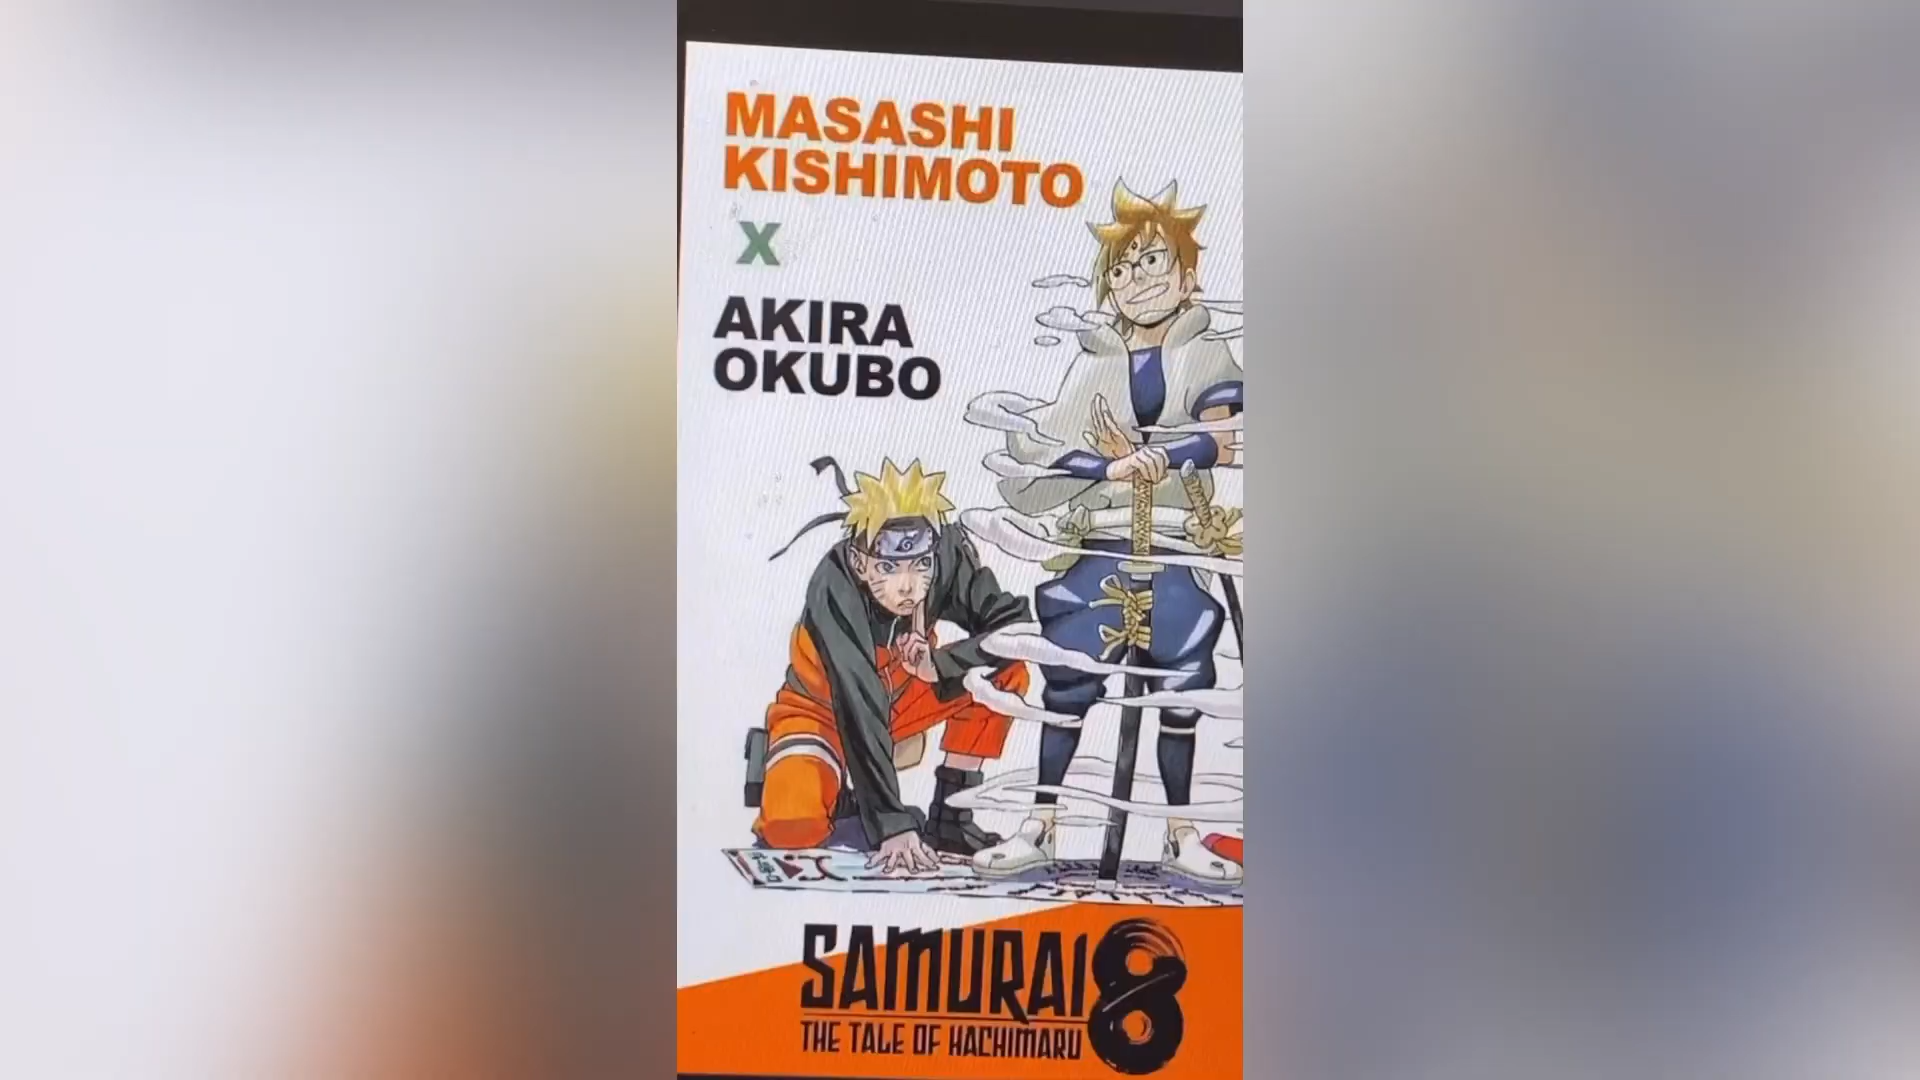 MASASHI
KISHIMOTO
X
AKIRA
OKUBO
SAMURAI 8
THE TALE OF HACHIMARU